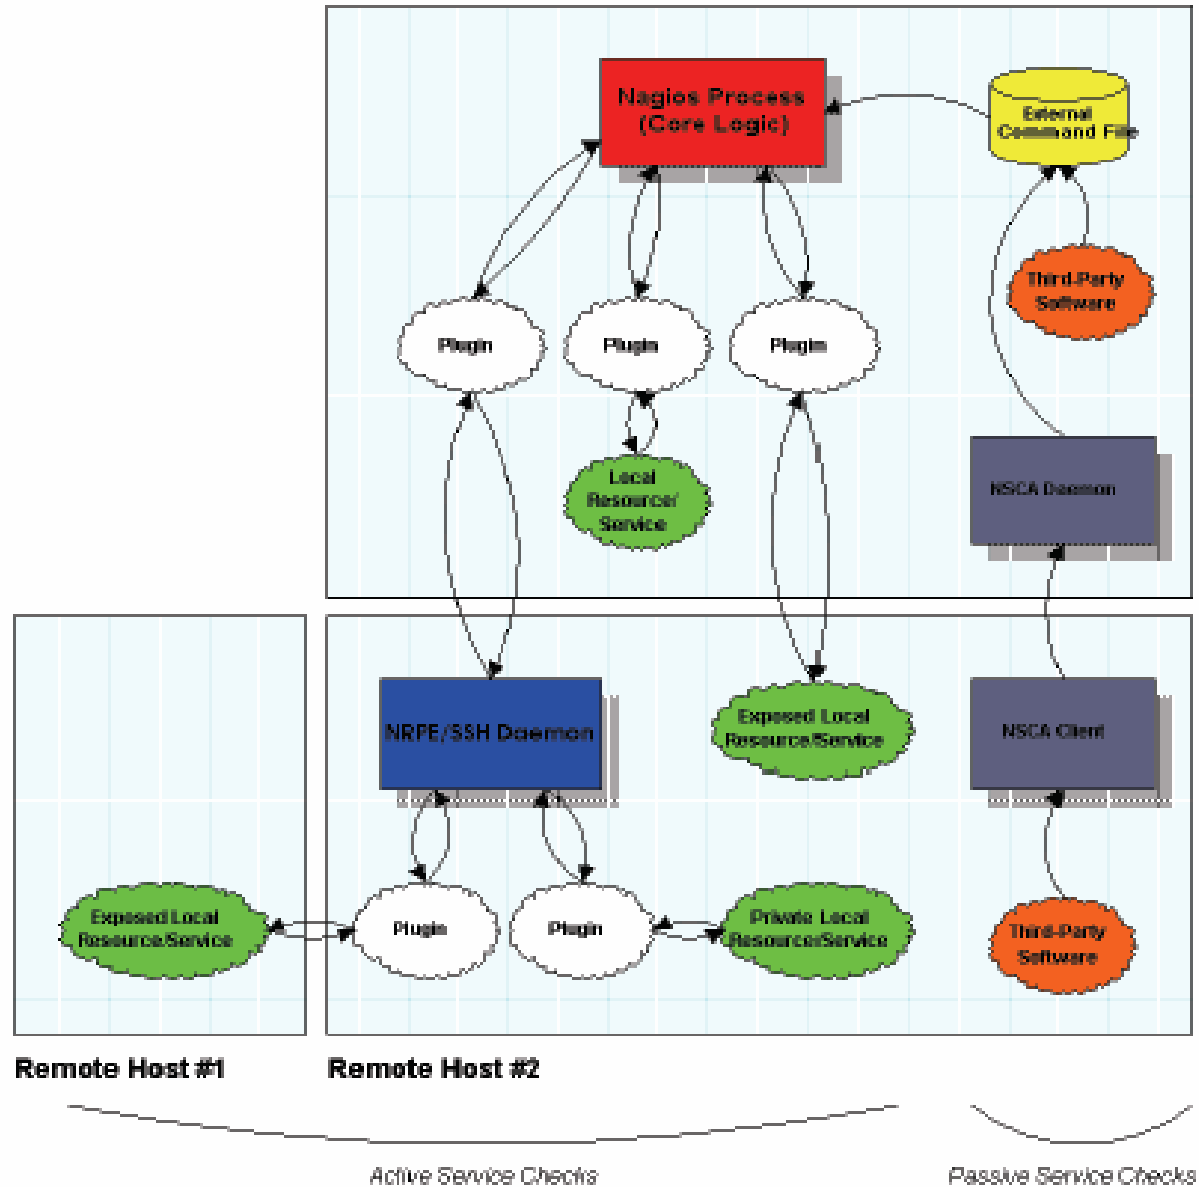 Nagios Process
(Core Logic)
External
Command File
Third-Party
Software
Plugin
Plugin
Plugin
Local
Resource/
Service
NSCA Daemon
NRPE/SSH Daemon
Exposed Local
Resource/Service
NSCA Client
Exposed Local
Resource/Service
Plugin
Plugin
Private Local
Resource/Service
Third-Party
Software
Remote Host #1
Remote Host #2
Active Service Checks
Passive Service Checks